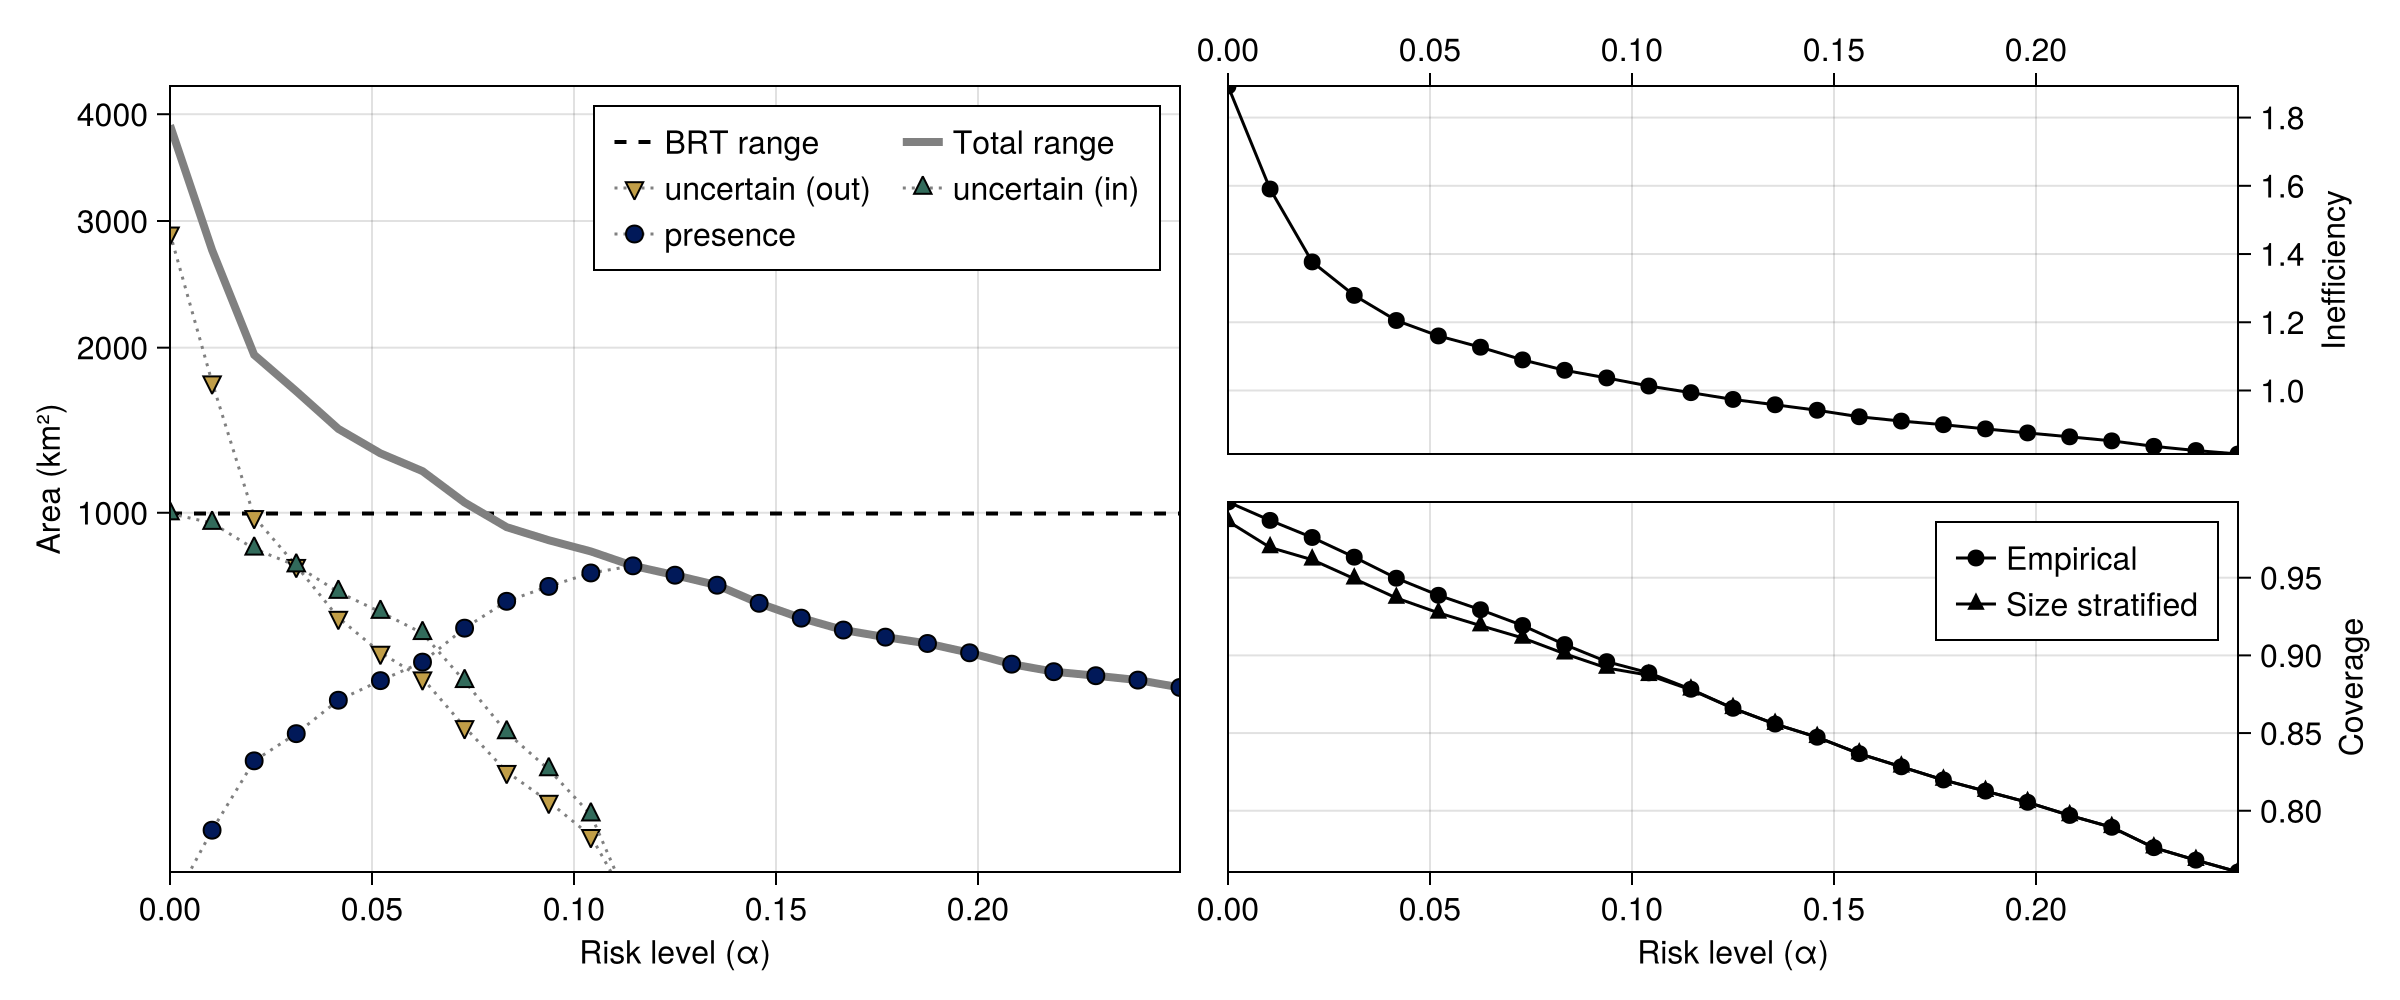 4000
3000
2000
1000
Area (km²)
BRT range
Total range
uncertain (out)
uncertain (in)
presence
0.00 0.05 0.10 0.15 0.20
Risk level (α)
0.00 0.05 0.10 0.15 0.20
1.8
1.6
1.4
1.2
1.0
Inefficiency
Empirical
Size stratified
0.95
0.90
0.85
0.80
Coverage
0.00 0.05 0.10 0.15 0.20
Risk level (α)